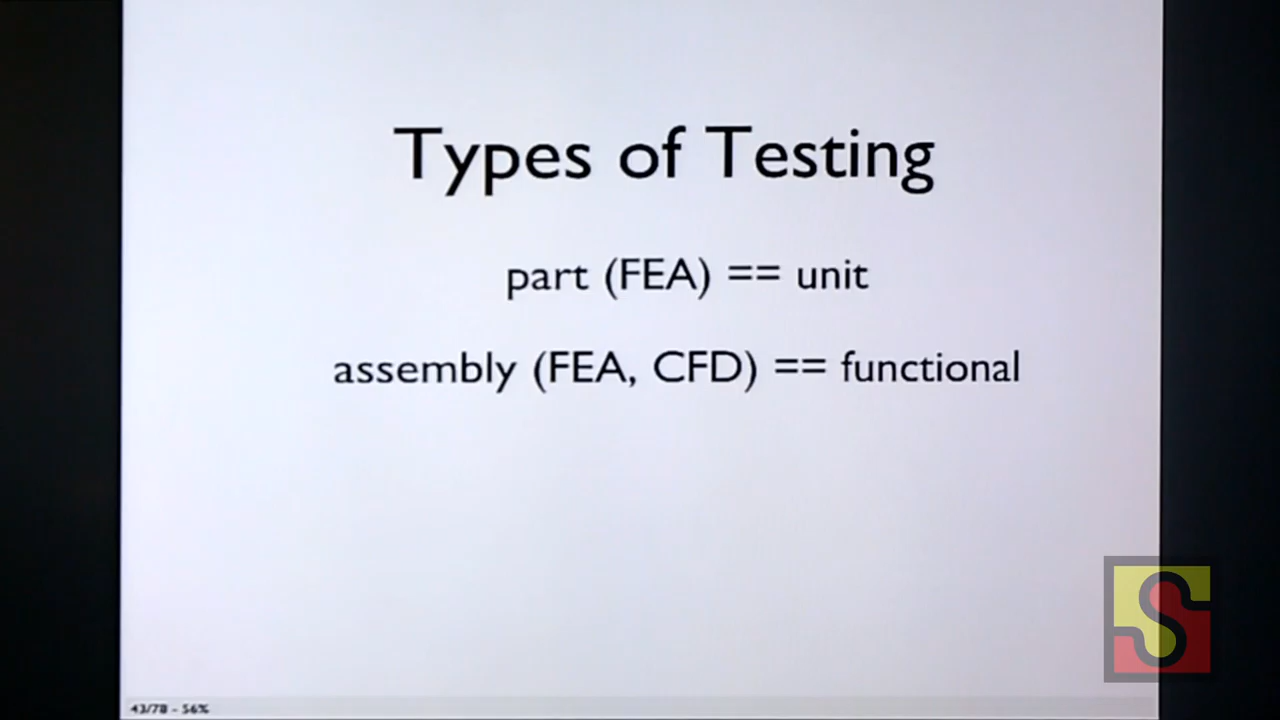 Types of Testing
part (FEA) == unit
assembly (FEA, CFD) == functional
43/78 - 56%
S